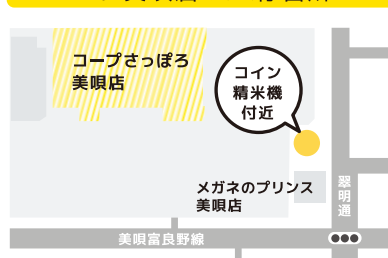 コープさっぽろ
美唄店
コイン
精米機
付近
メガネのプリンス
美唄店
翠明通
美唄富良野線